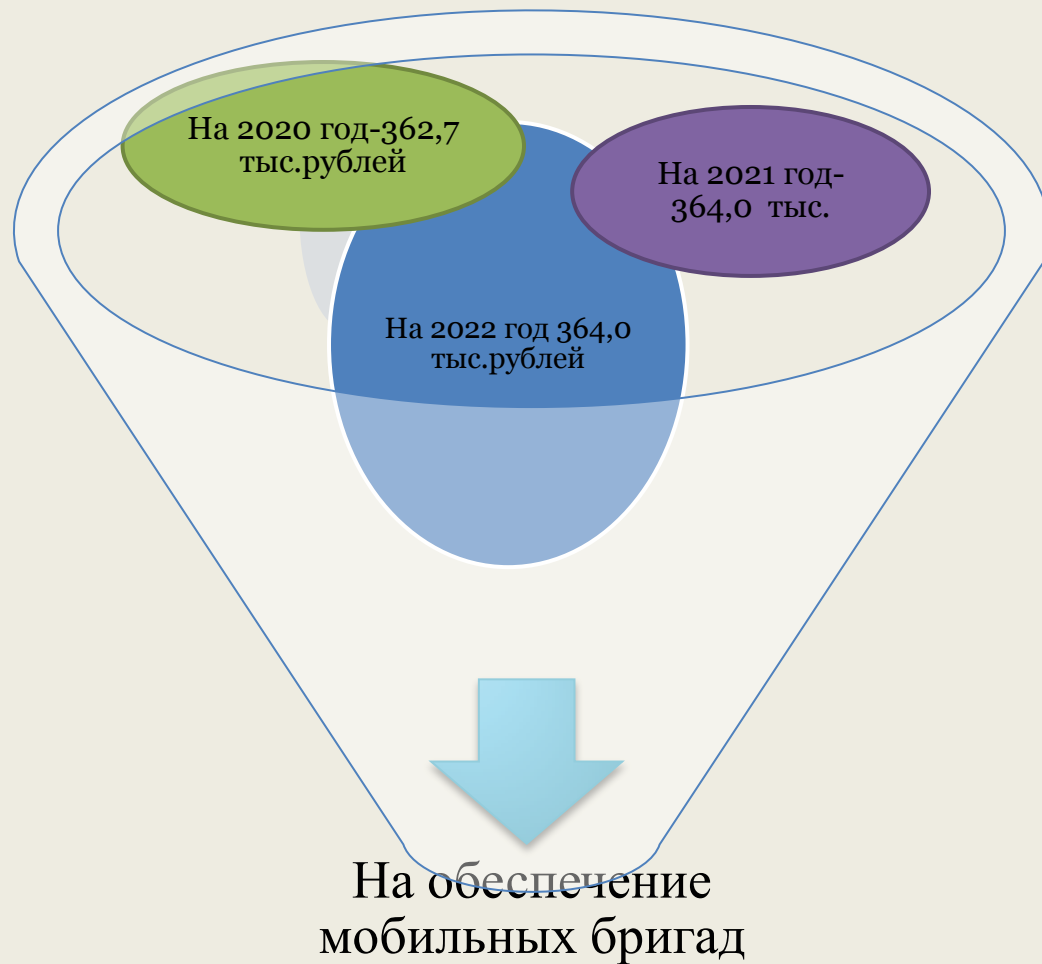 На 2020 год-362,7
тыс.рублей
На 2021 год-
364,0 тыс.
На 2022 год 364,0
тыс.рублей
На обеспечение
мобильных бригад